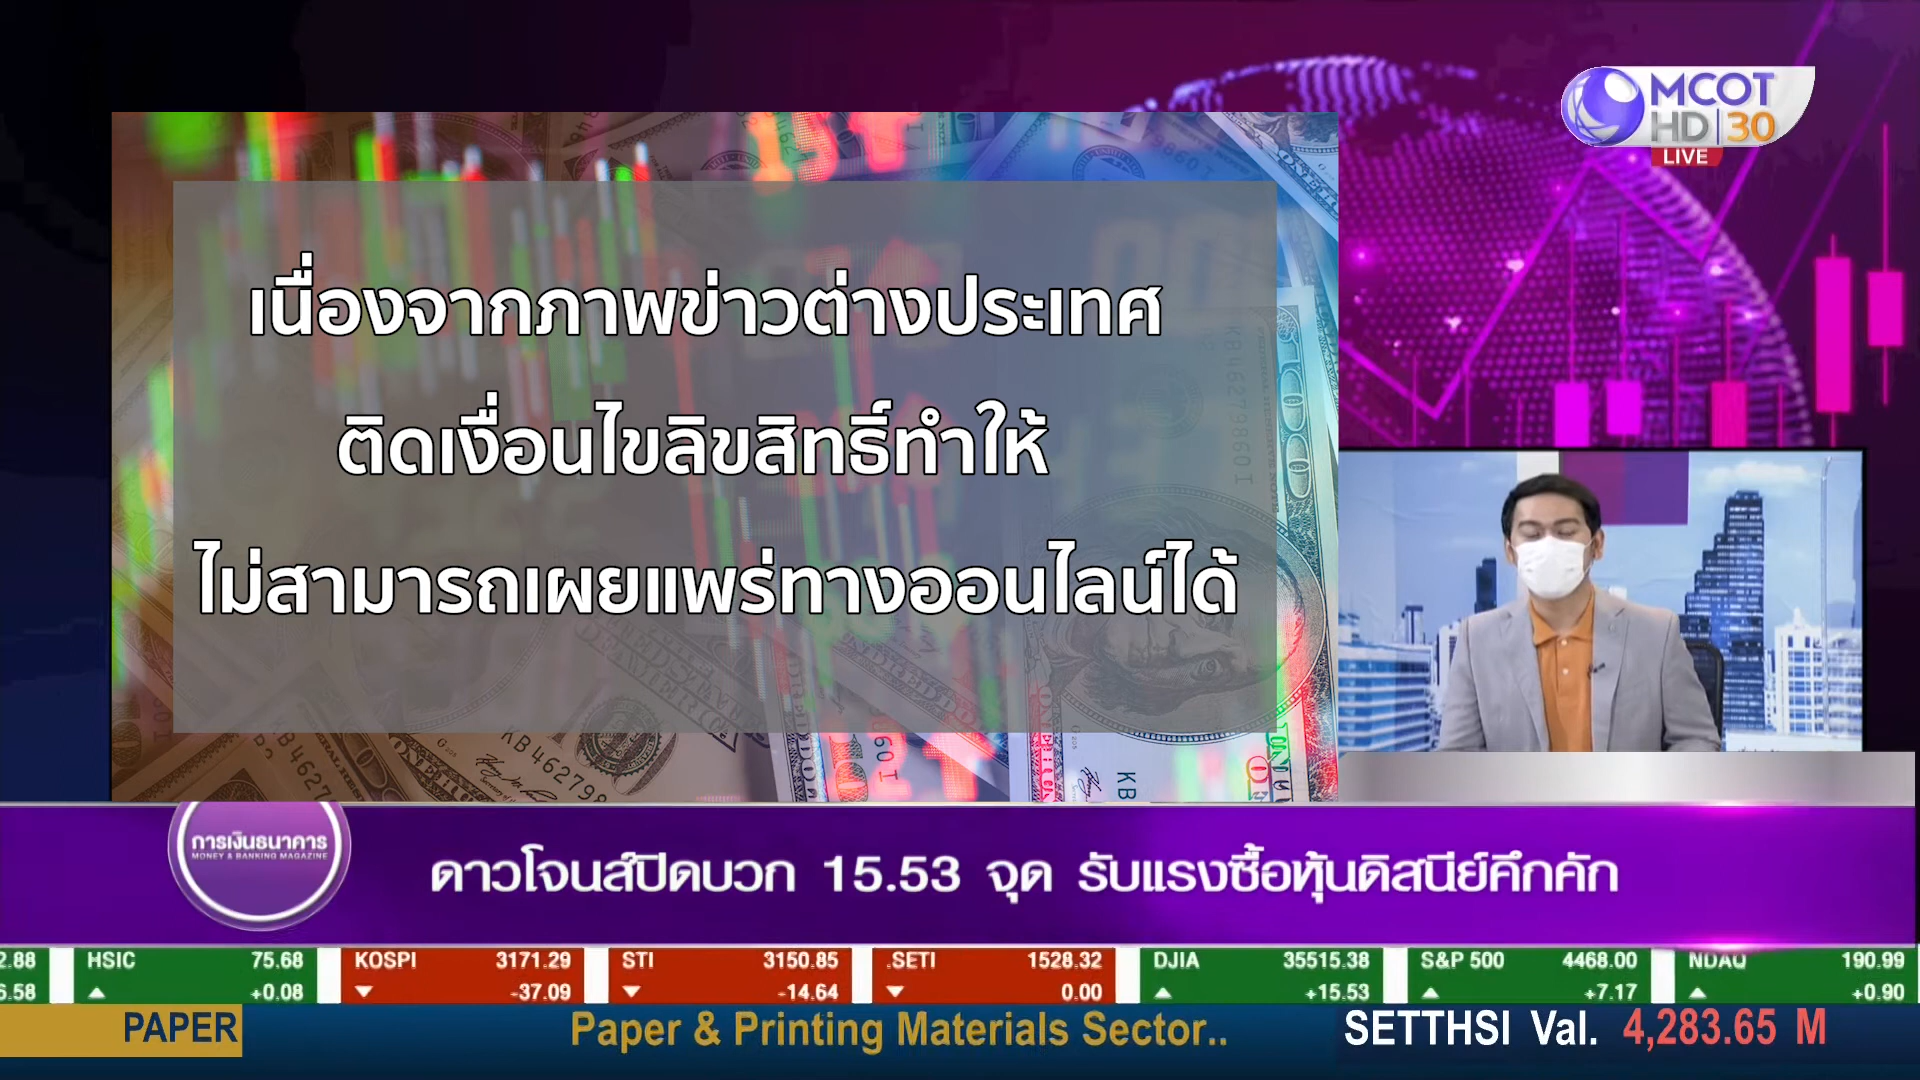 MCOT
HD 30
LIVE
เนื่องจากภาพข่าวต่างประเทศ
ติดเงื่อนไขลิขสิทธิ์ทำให้
ไม่สามารถเผยแพร่ทางออนไลน์ได้
การเงินธนาคาร
MONEY & BANKING MAGAZINE
ดาวโจนส์ปิดบวก 15.53 จุด รับแรงซื้อหุ้นดิสนีย์คึกคัก
2.88 HSIC 75.68 KOSPI 3171.29 STI 3150.85 .SETI 1528.32 DJIA 35515.38 S&P 500 4468.00 NDAQ 190.99
6.58 ▲ +0.08 ▼ -37.09 ▼ -14.64 ▼ 0.00 ▲ +15.53 ▲ +7.17 ▲ +0.90
PAPER Paper & Printing Materials Sector.. SETTHSI Val. 4,283.65 M